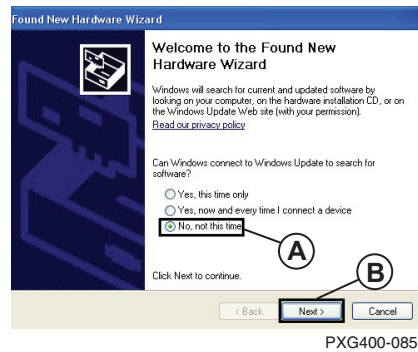 Found New Hardware Wizard
Welcome to the Found New
Hardware Wizard
Windows will search for current and updated software by
looking on your computer, on the hardware installation CD, or on
the Windows Update Web site (with your permission).
Read our privacy policy
Can Windows connect to Windows Update to search for
software?
Yes, this time only
Yes, now and every time I connect a device
No, not this time
A
B
Click Next to continue.
< Back
Next >
Cancel
PXG400-085